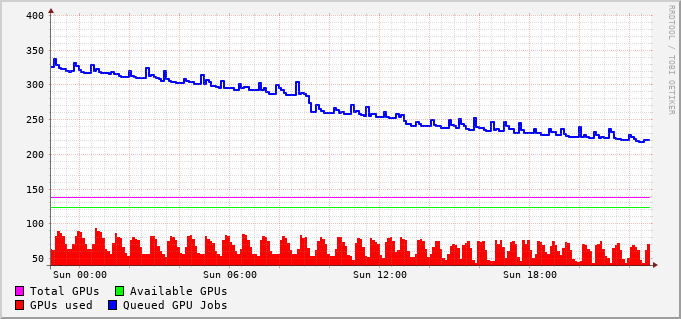 400
350
300
250
200
150
100
50
Sun 00:00 Sun 06:00 Sun 12:00 Sun 18:00
Total GPUs Available GPUs
GPUs used Queued GPU Jobs
RRDTOOL / TOBI OETIKER